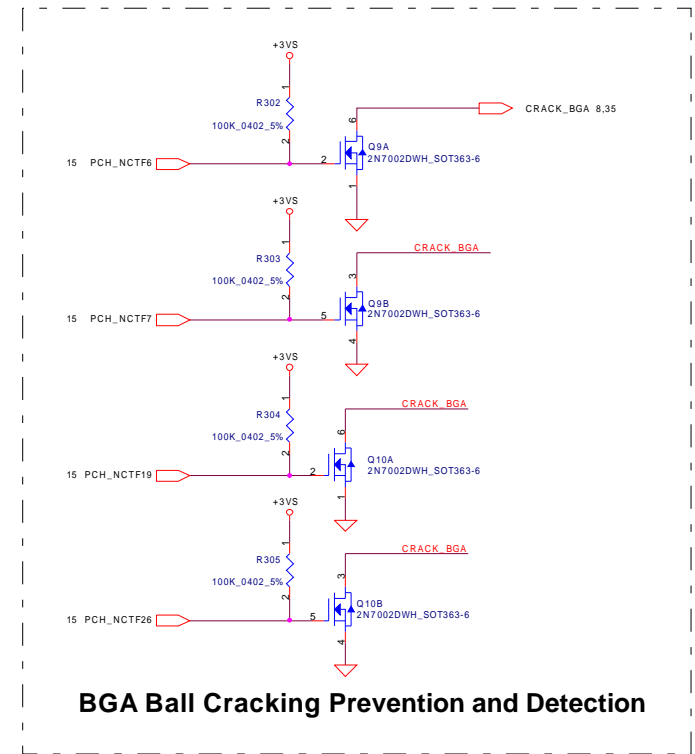 +3VS
1
R302
100K_0402_5%
2
15 PCH_NCTF6
2
6
Q9A
2N7002DWH_SOT363-6
1
CRACK_BGA 8,35
+3VS
1
R303
100K_0402_5%
2
15 PCH_NCTF7
5
CRACK_BGA
3
Q9B
2N7002DWH_SOT363-6
4
+3VS
1
R304
100K_0402_5%
2
15 PCH_NCTF19
2
CRACK_BGA
6
Q10A
2N7002DWH_SOT363-6
1
+3VS
1
R305
100K_0402_5%
2
15 PCH_NCTF26
5
CRACK_BGA
3
Q10B
2N7002DWH_SOT363-6
4
BGA Ball Cracking Prevention and Detection